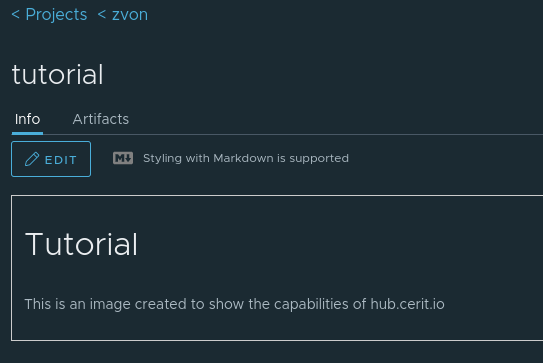 < Projects < zvon
tutorial
Info Artifacts
EDIT M Styling with Markdown is supported
Tutorial
This is an image created to show the capabilities of hub.cerit.io